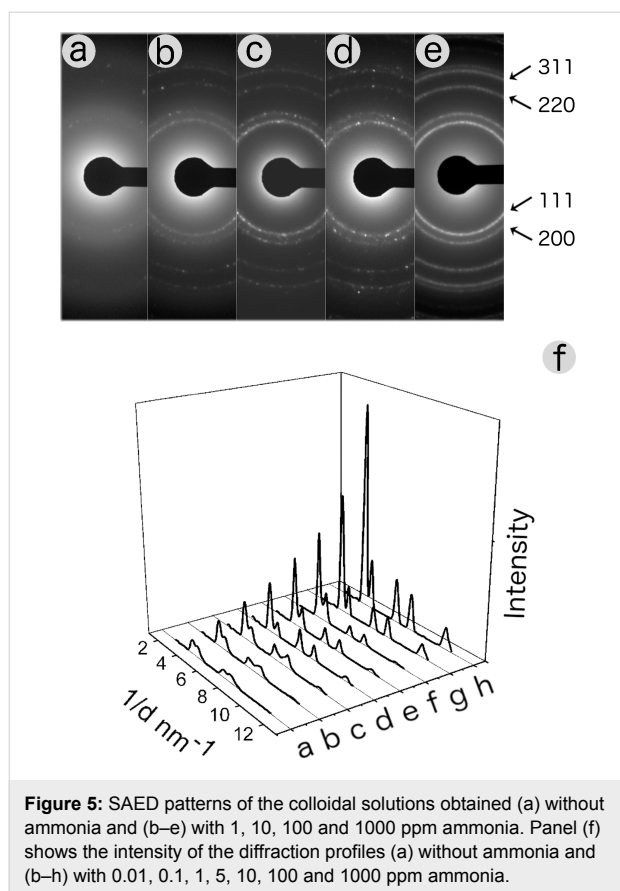 a b c d e
311
220
111
200
f
Intensity
2
4
6
8
10
12
1/d nm-1
a b c d e f g h
Figure 5: SAED patterns of the colloidal solutions obtained (a) without
ammonia and (b–e) with 1, 10, 100 and 1000 ppm ammonia. Panel (f)
shows the intensity of the diffraction profiles (a) without ammonia and
(b–h) with 0.01, 0.1, 1, 5, 10, 100 and 1000 ppm ammonia.